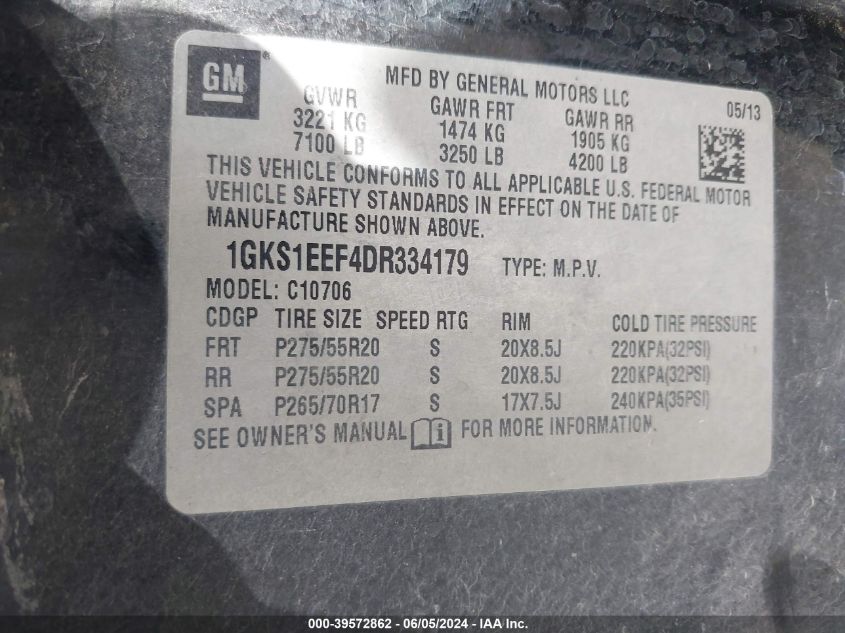 GM ®
MFD BY GENERAL MOTORS LLC
05/13
GVWR GAWR FRT GAWR RR
3221 KG 1474 KG 1905 KG
7100 LB 3250 LB 4200 LB
THIS VEHICLE CONFORMS TO ALL APPLICABLE U.S. FEDERAL MOTOR
VEHICLE SAFETY STANDARDS IN EFFECT ON THE DATE OF
MANUFACTURE SHOWN ABOVE.
1GKS1EEF4DR334179 TYPE: M.P.V.
MODEL: C10706
CDGP TIRE SIZE SPEED RTG RIM COLD TIRE PRESSURE
FRT P275/55R20 S 20X8.5J 220KPA(32PSI)
RR P275/55R20 S 20X8.5J 220KPA(32PSI)
SPA P265/70R17 S 17X7.5J 240KPA(35PSI)
SEE OWNER'S MANUAL i FOR MORE INFORMATION.
000-39572862 - 06/05/2024 - IAA Inc.